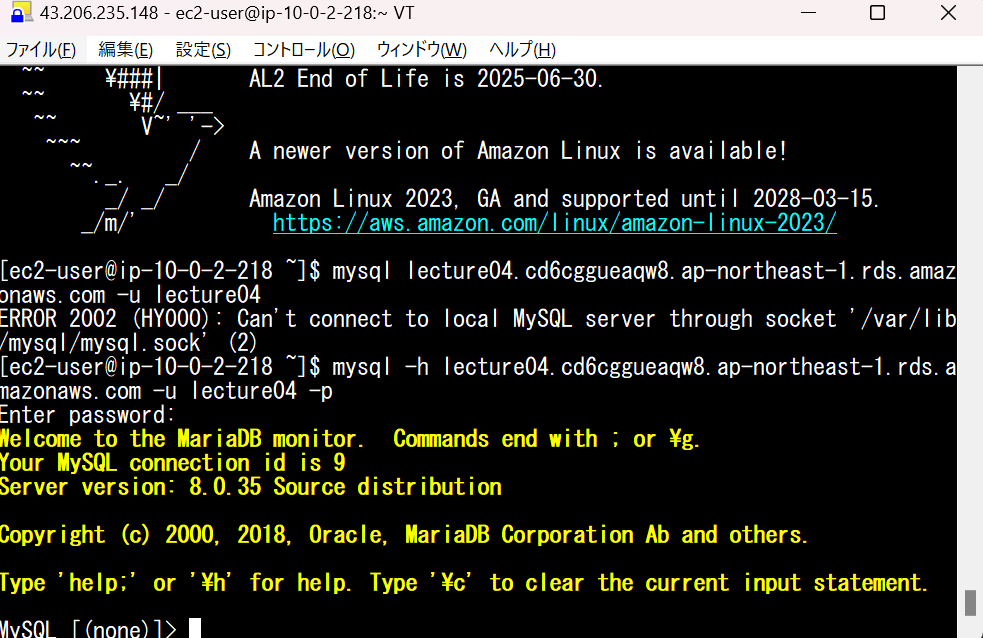 43.206.235.148 - ec2-user@ip-10-0-2-218:~ VT
ファイル(F) 編集(E) 設定(S) コントロール(O) ウィンドウ(W) ヘルプ(H)
~~ ¥###| AL2 End of Life is 2025-06-30.
~~ ¥#/ ___
~~ V~' '->
~~~ / A newer version of Amazon Linux is available!
~~._. _/
_/ _/ Amazon Linux 2023, GA and supported until 2028-03-15.
_/m/' https://aws.amazon.com/linux/amazon-linux-2023/
[ec2-user@ip-10-0-2-218 ~]$ mysql lecture04.cd6cggueaqw8.ap-northeast-1.rds.amaz
onaws.com -u lecture04
ERROR 2002 (HY000): Can't connect to local MySQL server through socket '/var/lib
/mysql/mysql.sock' (2)
[ec2-user@ip-10-0-2-218 ~]$ mysql -h lecture04.cd6cggueaqw8.ap-northeast-1.rds.a
mazonaws.com -u lecture04 -p
Enter password:
Welcome to the MariaDB monitor.  Commands end with ; or ¥g.
Your MySQL connection id is 9
Server version: 8.0.35 Source distribution
Copyright (c) 2000, 2018, Oracle, MariaDB Corporation Ab and others.
Type 'help;' or '¥h' for help. Type '¥c' to clear the current input statement.
MySQL [(none)]>